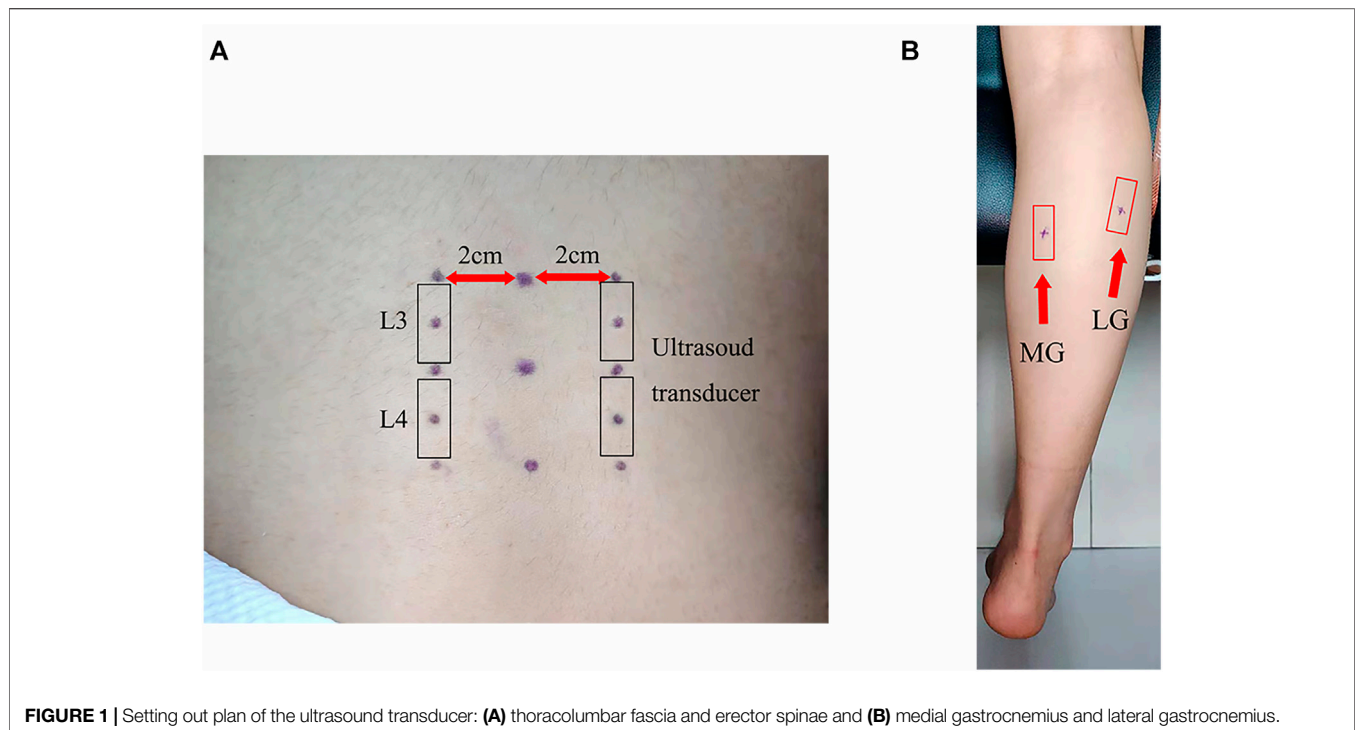 A
B
2cm 2cm
L3
Ultrasoud
transducer
L4
LG
MG
FIGURE 1 | Setting out plan of the ultrasound transducer: (A) thoracolumbar fascia and erector spinae and (B) medial gastrocnemius and lateral gastrocnemius.